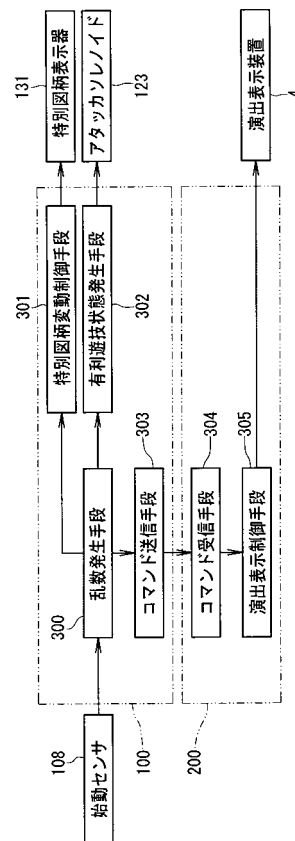 108
始動センサ
300
乱数発生手段
301
特別図柄変動制御手段
131
特別図柄表示器
302
有利遊技状態発生手段
123
アタッカソレノイド
303
コマンド送信手段
100
304
コマンド受信手段
305
演出表示制御手段
200
演出表示装置
4